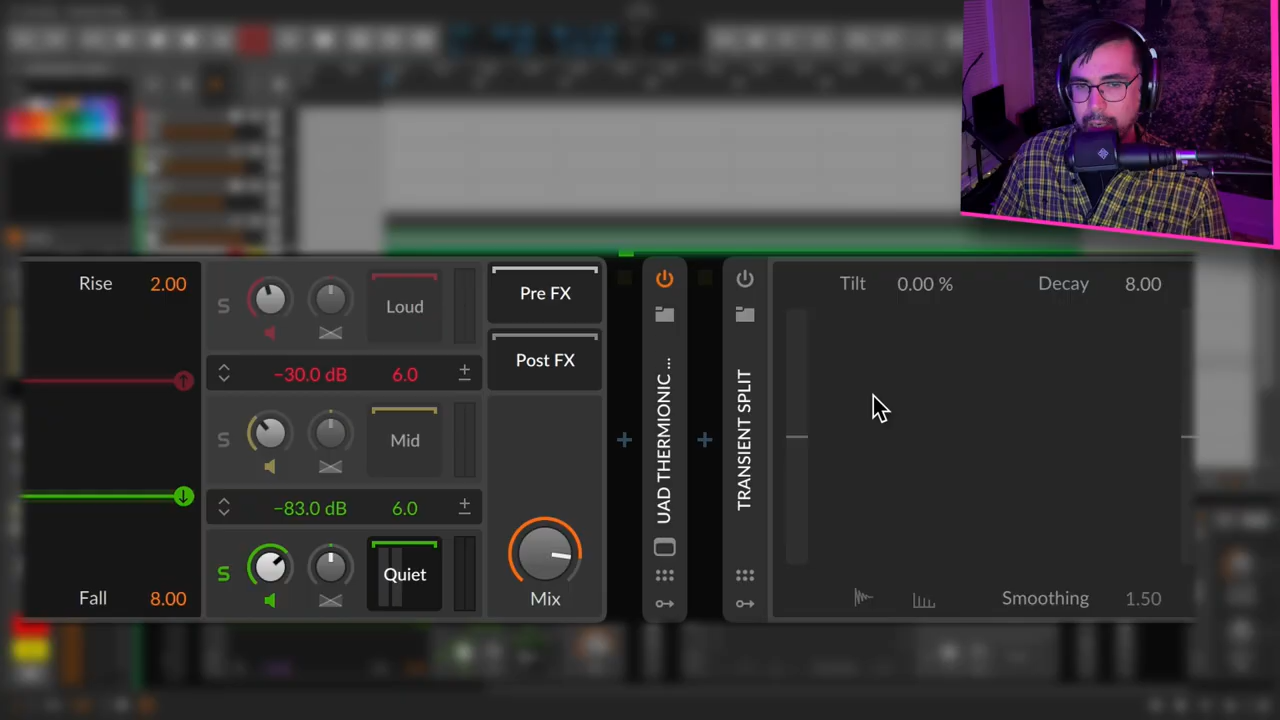 Rise 2.00
S
Loud
−30.0 dB 6.0
S
Mid
−83.0 dB 6.0
S
Quiet
Fall 8.00
Pre FX
Post FX
Mix
UAD THERMIONIC ...
TRANSIENT SPLIT
Tilt 0.00 % Decay 8.00
Smoothing 1.50